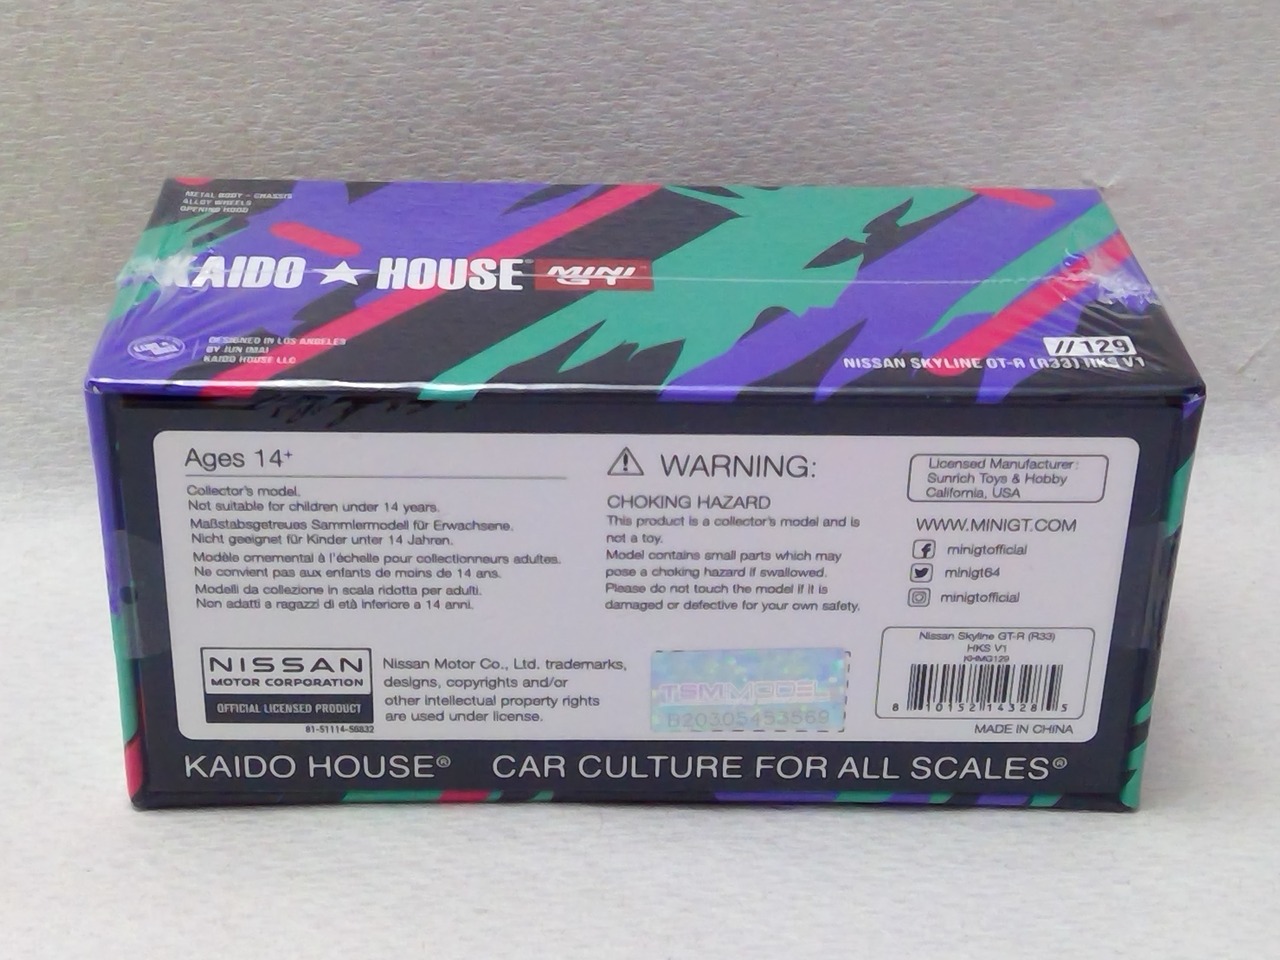 METAL BODY - CHASSIS
ALLOY WHEELS
OPENING HOOD
KAIDO ★ HOUSE MINI GT
DESIGNED IN LOS ANGELES
BY JUN IMAI
KAIDO HOUSE LLC
//129
NISSAN SKYLINE GT-R (R33) HKS V1
Ages 14+
Collector's model.
Not suitable for children under 14 years.
Maßstabsgetreues Sammlermodell für Erwachsene.
Nicht geeignet für Kinder unter 14 Jahren.
Modèle ornemental à l'échelle pour collectionneurs adultes.
Ne convient pas aux enfants de moins de 14 ans.
Modelli da collezione in scala ridotta per adulti.
Non adatti a ragazzi di età inferiore a 14 anni.
⚠ WARNING:
CHOKING HAZARD
This product is a collector's model and is
not a toy.
Model contains small parts which may
pose a choking hazard if swallowed.
Please do not touch the model if it is
damaged or defective for your own safety.
Licensed Manufacturer:
Sunrich Toys & Hobby
California, USA
WWW.MINIGT.COM
minigtofficial
minigt64
minigtofficial
NISSAN
MOTOR CORPORATION
OFFICIAL LICENSED PRODUCT
81-51114-56832
Nissan Motor Co., Ltd. trademarks,
designs, copyrights and/or
other intellectual property rights
are used under license.
TSM MODEL
B20305453569
Nissan Skyline GT-R (R33)
HKS V1
KHMG129
8 10152 14328 5
MADE IN CHINA
KAIDO HOUSE® CAR CULTURE FOR ALL SCALES®